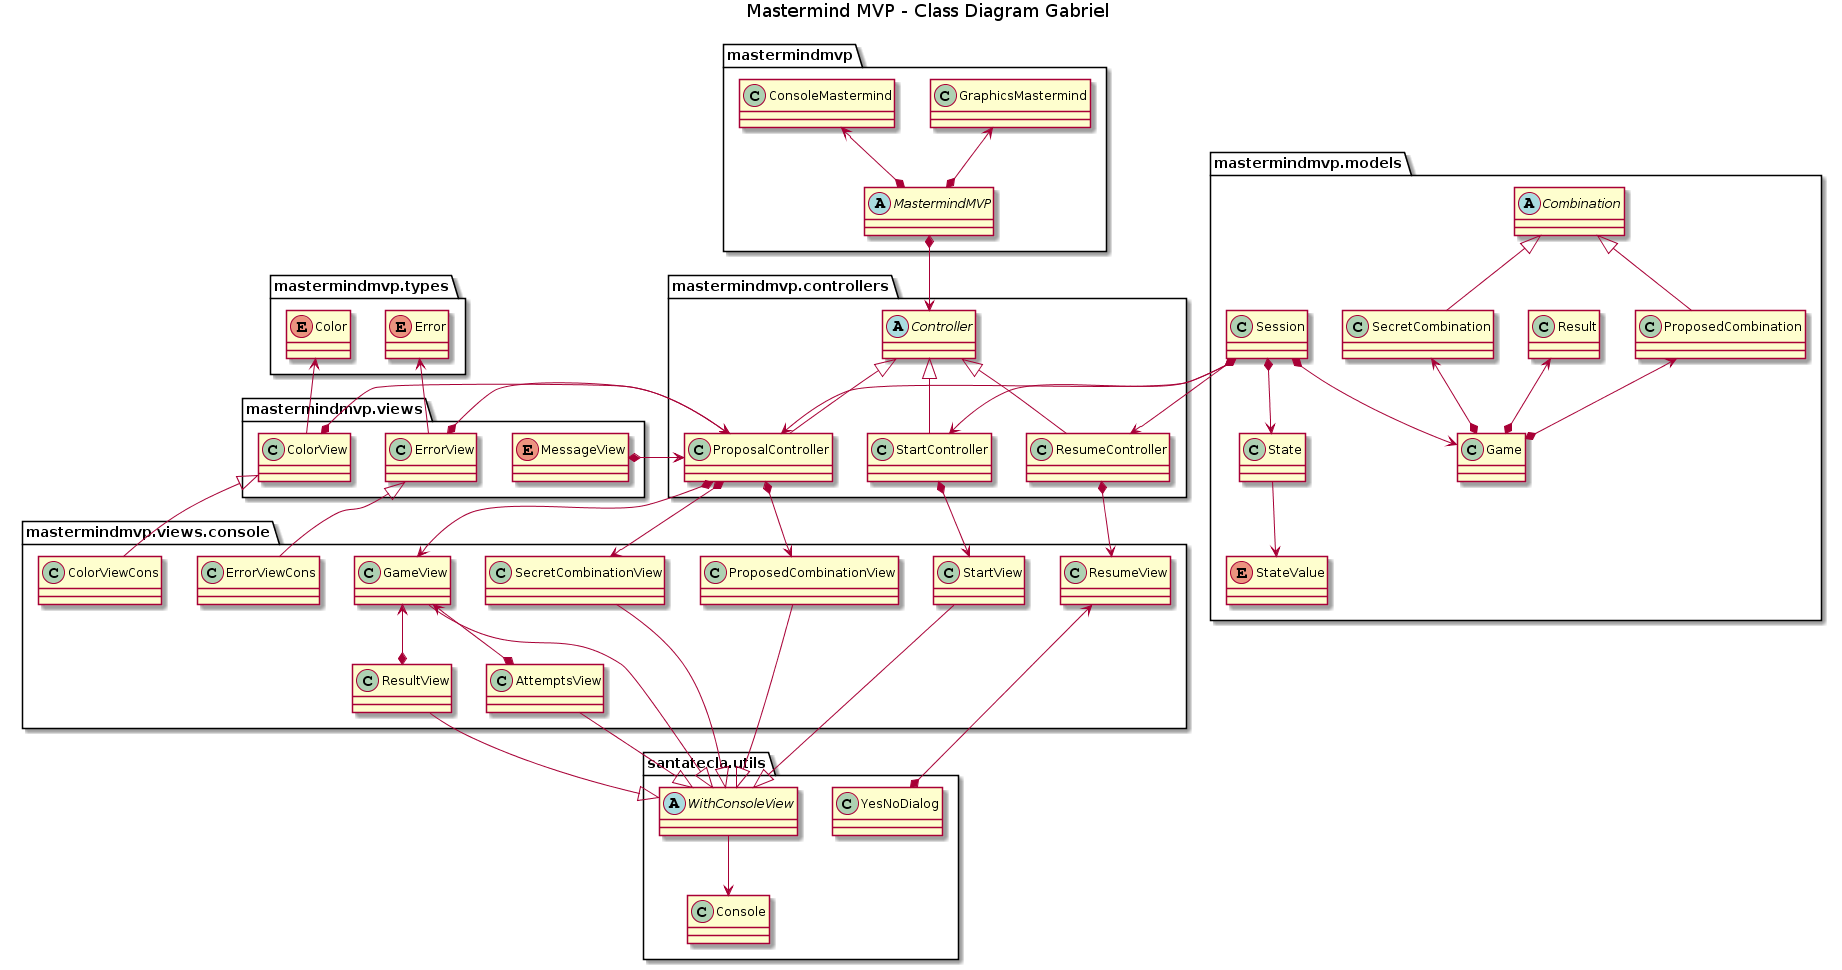 Mastermind MVP - Class Diagram Gabriel
mastermindmvp
C ConsoleMastermind
C GraphicsMastermind
A MastermindMVP
mastermindmvp.models
A Combination
C Session
C SecretCombination
C Result
C ProposedCombination
C State
C Game
E StateValue
mastermindmvp.types
E Color
E Error
mastermindmvp.controllers
A Controller
C ProposalController
C StartController
C ResumeController
mastermindmvp.views
C ColorView
C ErrorView
E MessageView
mastermindmvp.views.console
C ColorViewCons
C ErrorViewCons
C GameView
C SecretCombinationView
C ProposedCombinationView
C StartView
C ResumeView
C ResultView
C AttemptsView
santatecla.utils
A WithConsoleView
C YesNoDialog
C Console